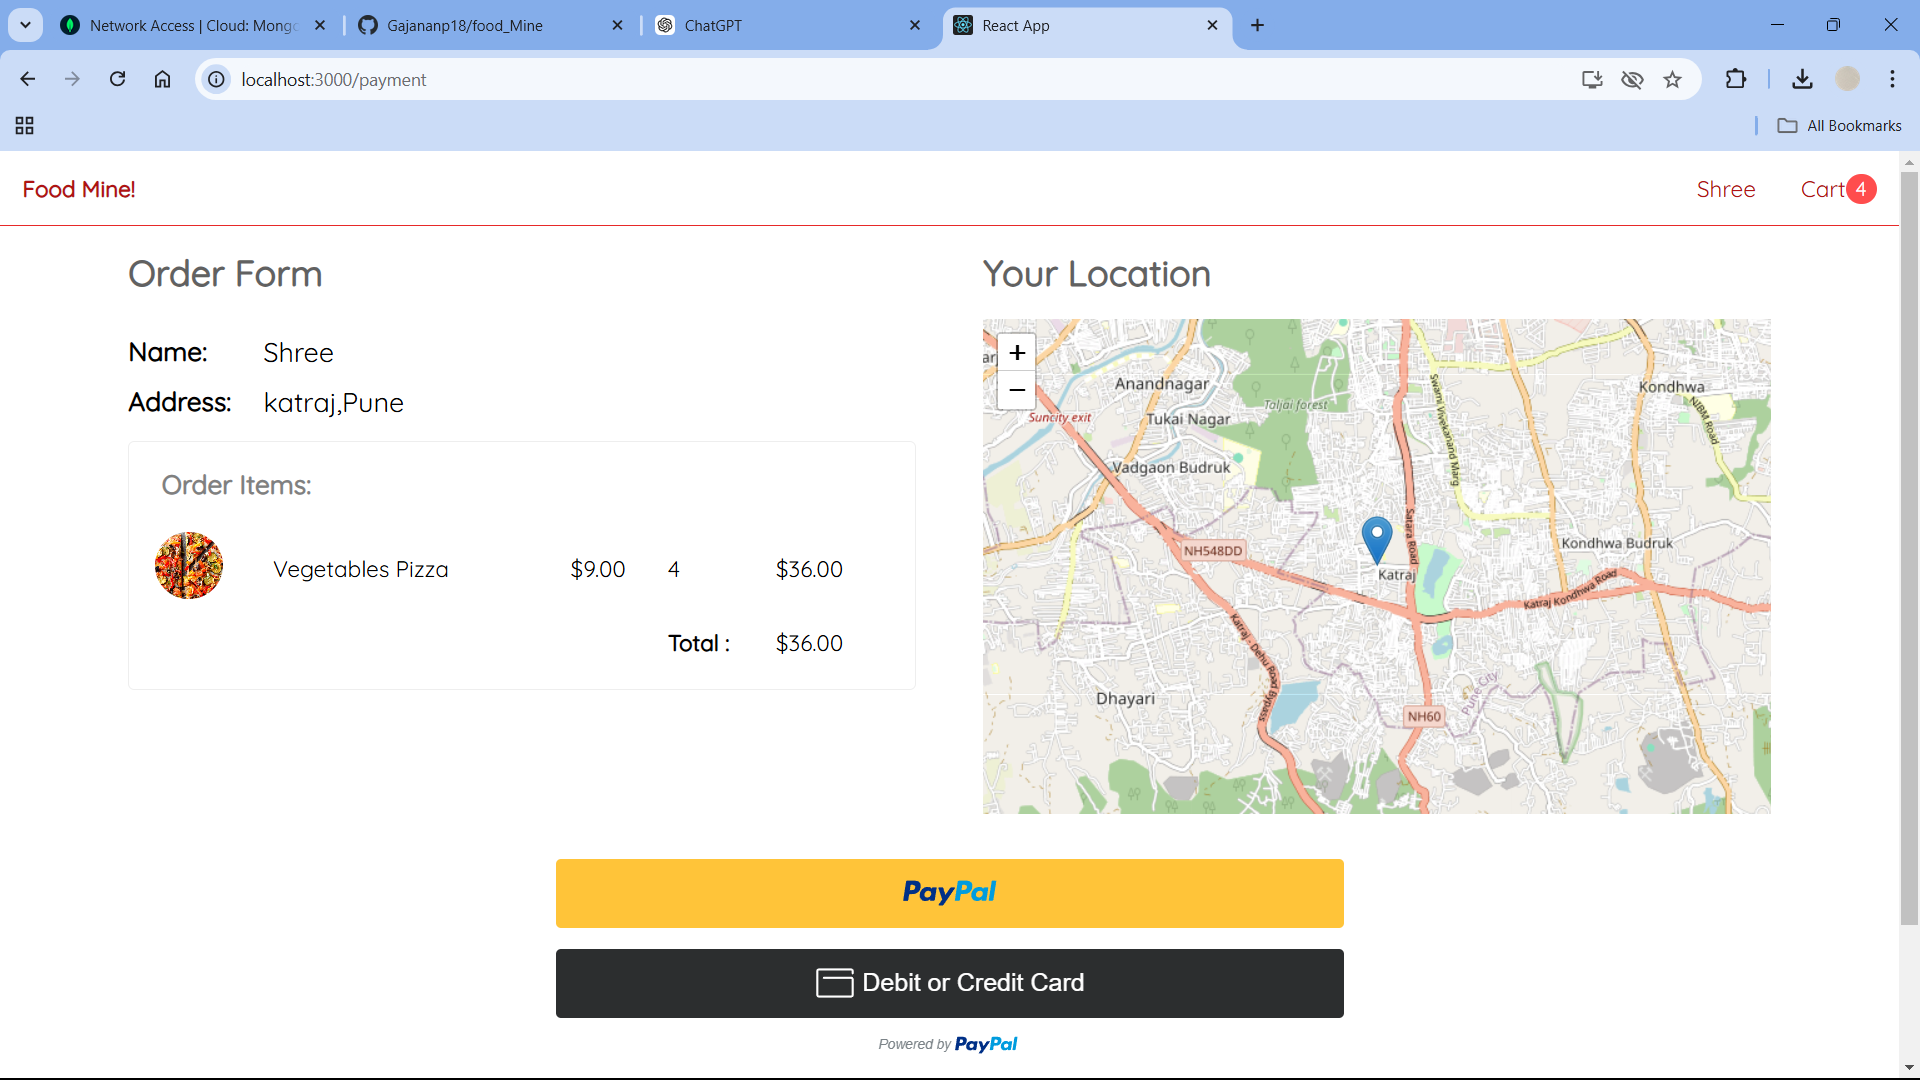 Network Access | Cloud: Mong
Gajananp18/food_Mine
ChatGPT
React App
localhost:3000/payment
All Bookmarks
Food Mine!
Shree
Cart 4
Order Form
Name: Shree
Address: katraj,Pune
Order Items:
Vegetables Pizza $9.00 4 $36.00
Total : $36.00
Your Location
+
−
Anandnagar
Kondhwa
Suncity exit
Tukai Nagar
Taljai forest
Swami Vivekanand Marg
NIBM Road
Vadgaon Budruk
Satara Road
NH548DD
Kondhwa Budruk
Katraj
Katraj Kondhwa Road
Katraj - Dehu Road Bypass
Dhayari
Pune City
NH60
PayPal
Debit or Credit Card
Powered by PayPal